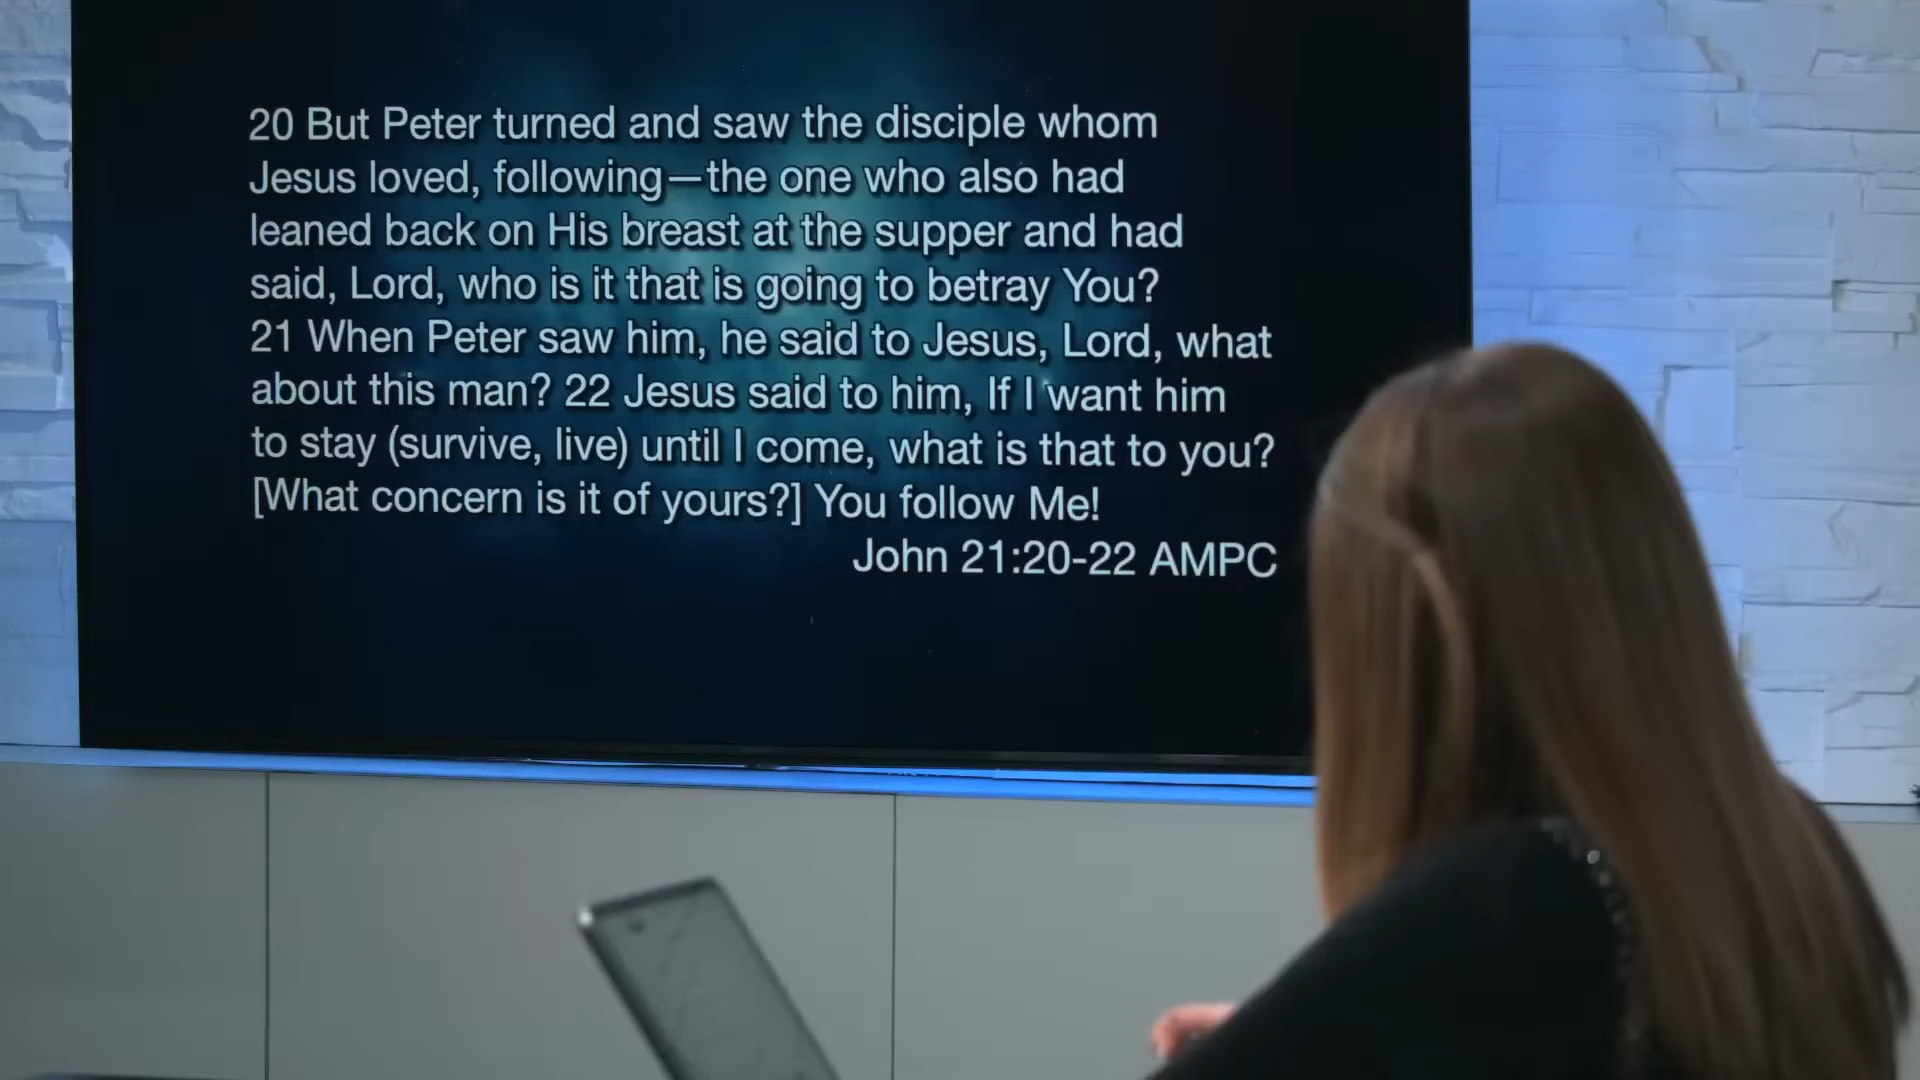 20 But Peter turned and saw the disciple whom
Jesus loved, following—the one who also had
leaned back on His breast at the supper and had
said, Lord, who is it that is going to betray You?
21 When Peter saw him, he said to Jesus, Lord, what
about this man? 22 Jesus said to him, If I want him
to stay (survive, live) until I come, what is that to you?
[What concern is it of yours?] You follow Me!
John 21:20-22 AMPC